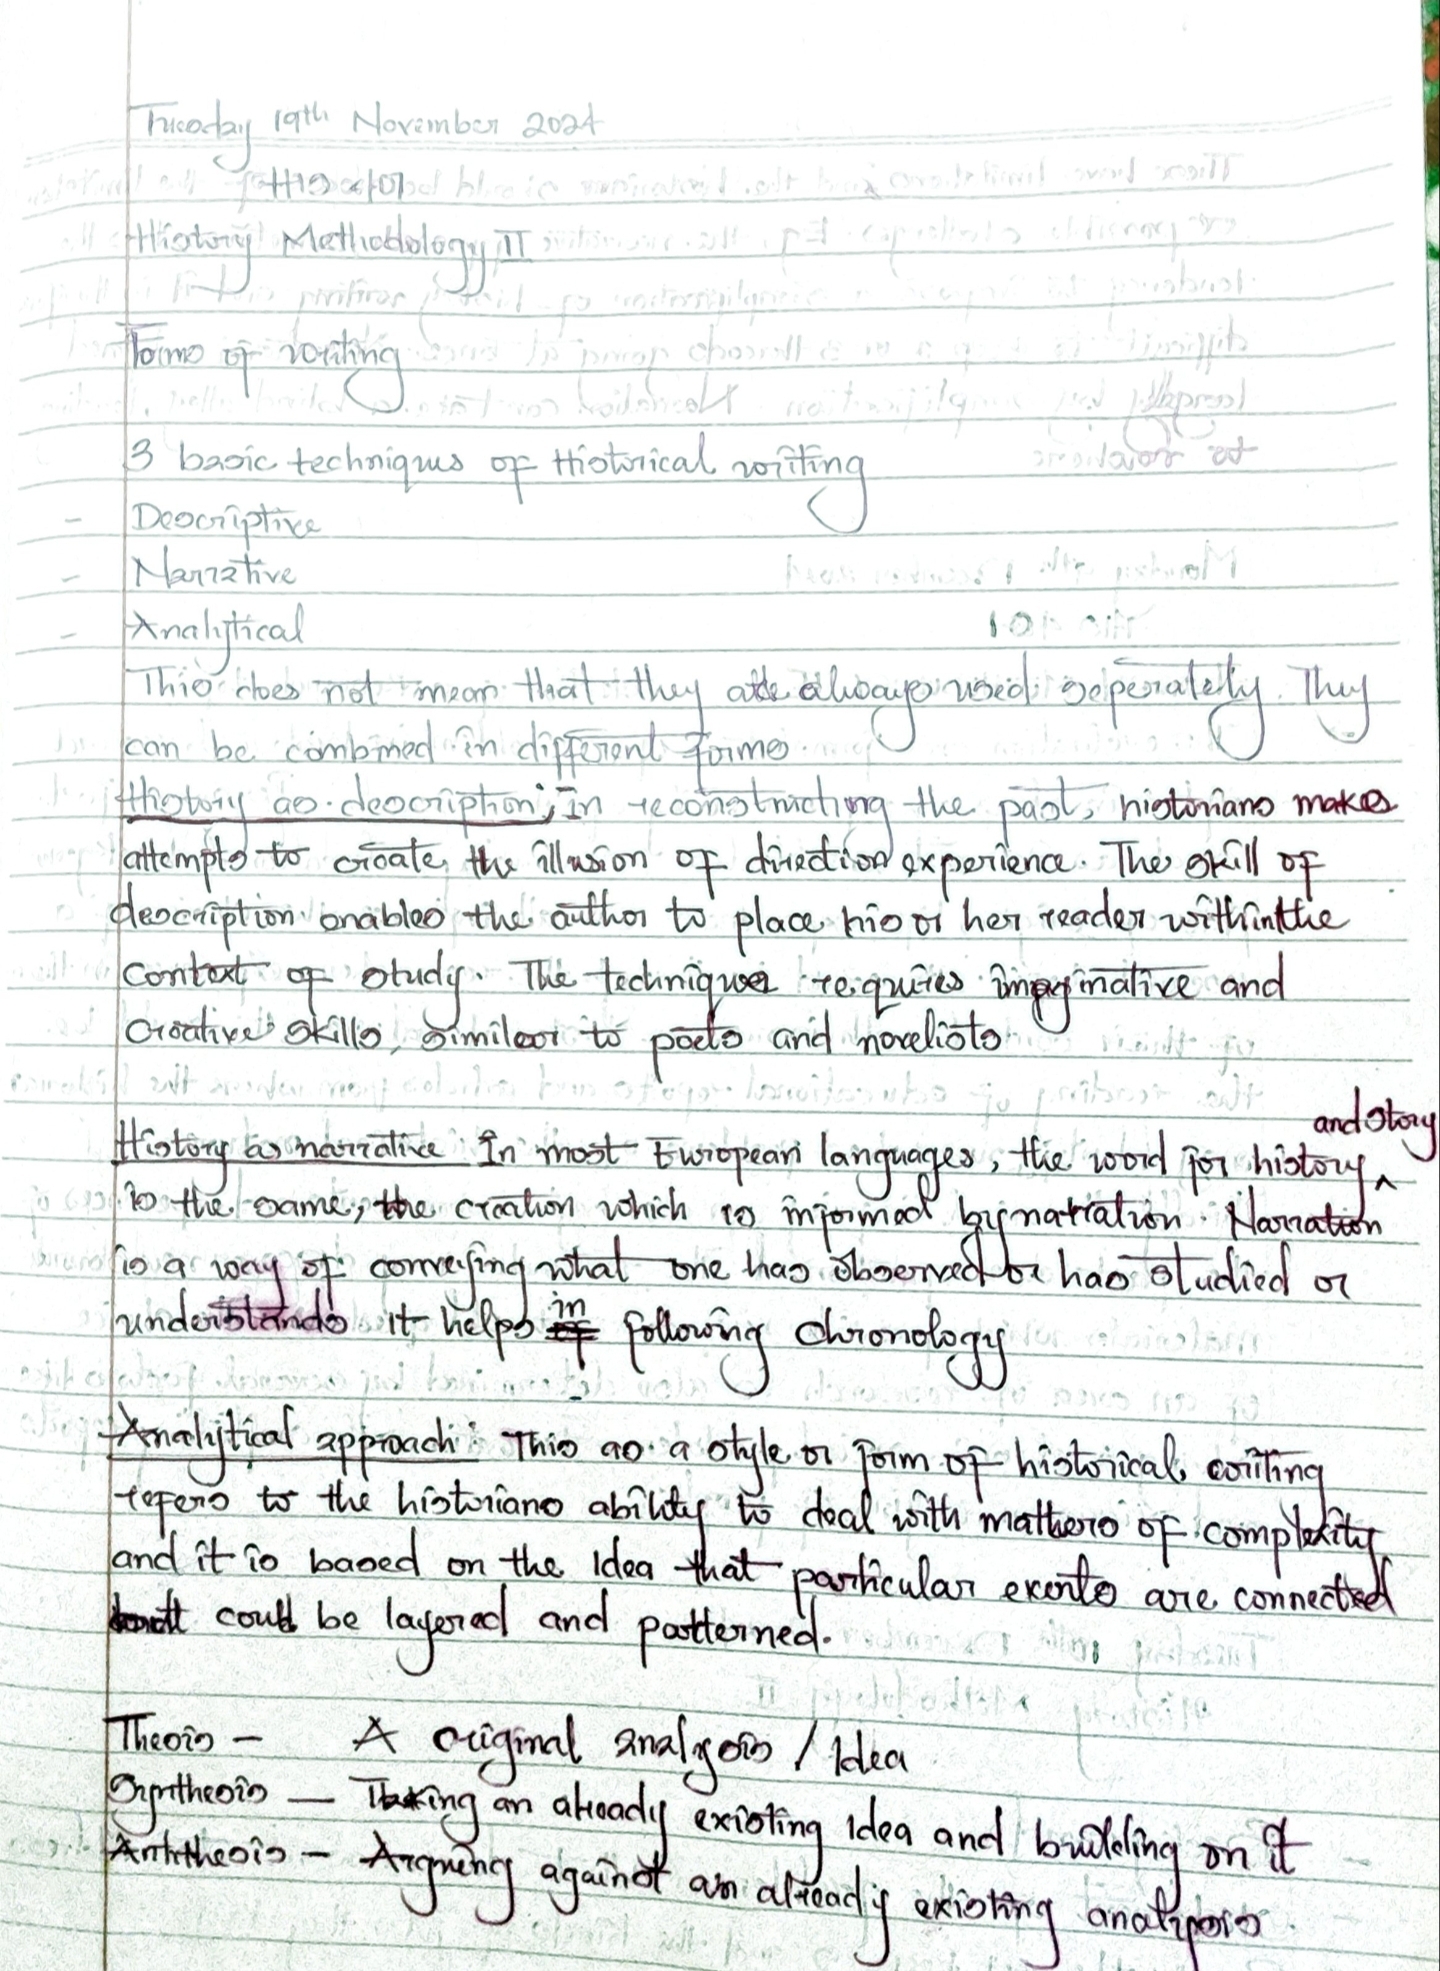 Tuesday 19th November 2024
HIS 401
History Methodology II
Forms of writing
3 basic techniques of Historical writing
- Descriptive
- Narrative
- Analytical
This does not mean that they are always used seperately. They
can be combined in different forms
History as description; In reconstructing the past, historians makes
attempts to create the illusion of direction experience. The skill of
description enables the author to place his or her reader within the
context of study. The techniques requires imaginative and
creative skills, similar to poets and novelists
History as narrative In most European languages, the word for history ^ and story
is the same, the creation which is informed by narration. Narration
is a way of conveying what one has observed or has studied or
understands it helps in following chronology
Analytical approach: This as a style or form of historical writing
refers to the historians ability to deal with matters of complexity
and it is based on the Idea that particular events are connected
could be layered and patterned.
Thesis - A original analysis / Idea
Synthesis - Taking an already existing Idea and building on it
Antithesis - Argueing against an already existing analysis